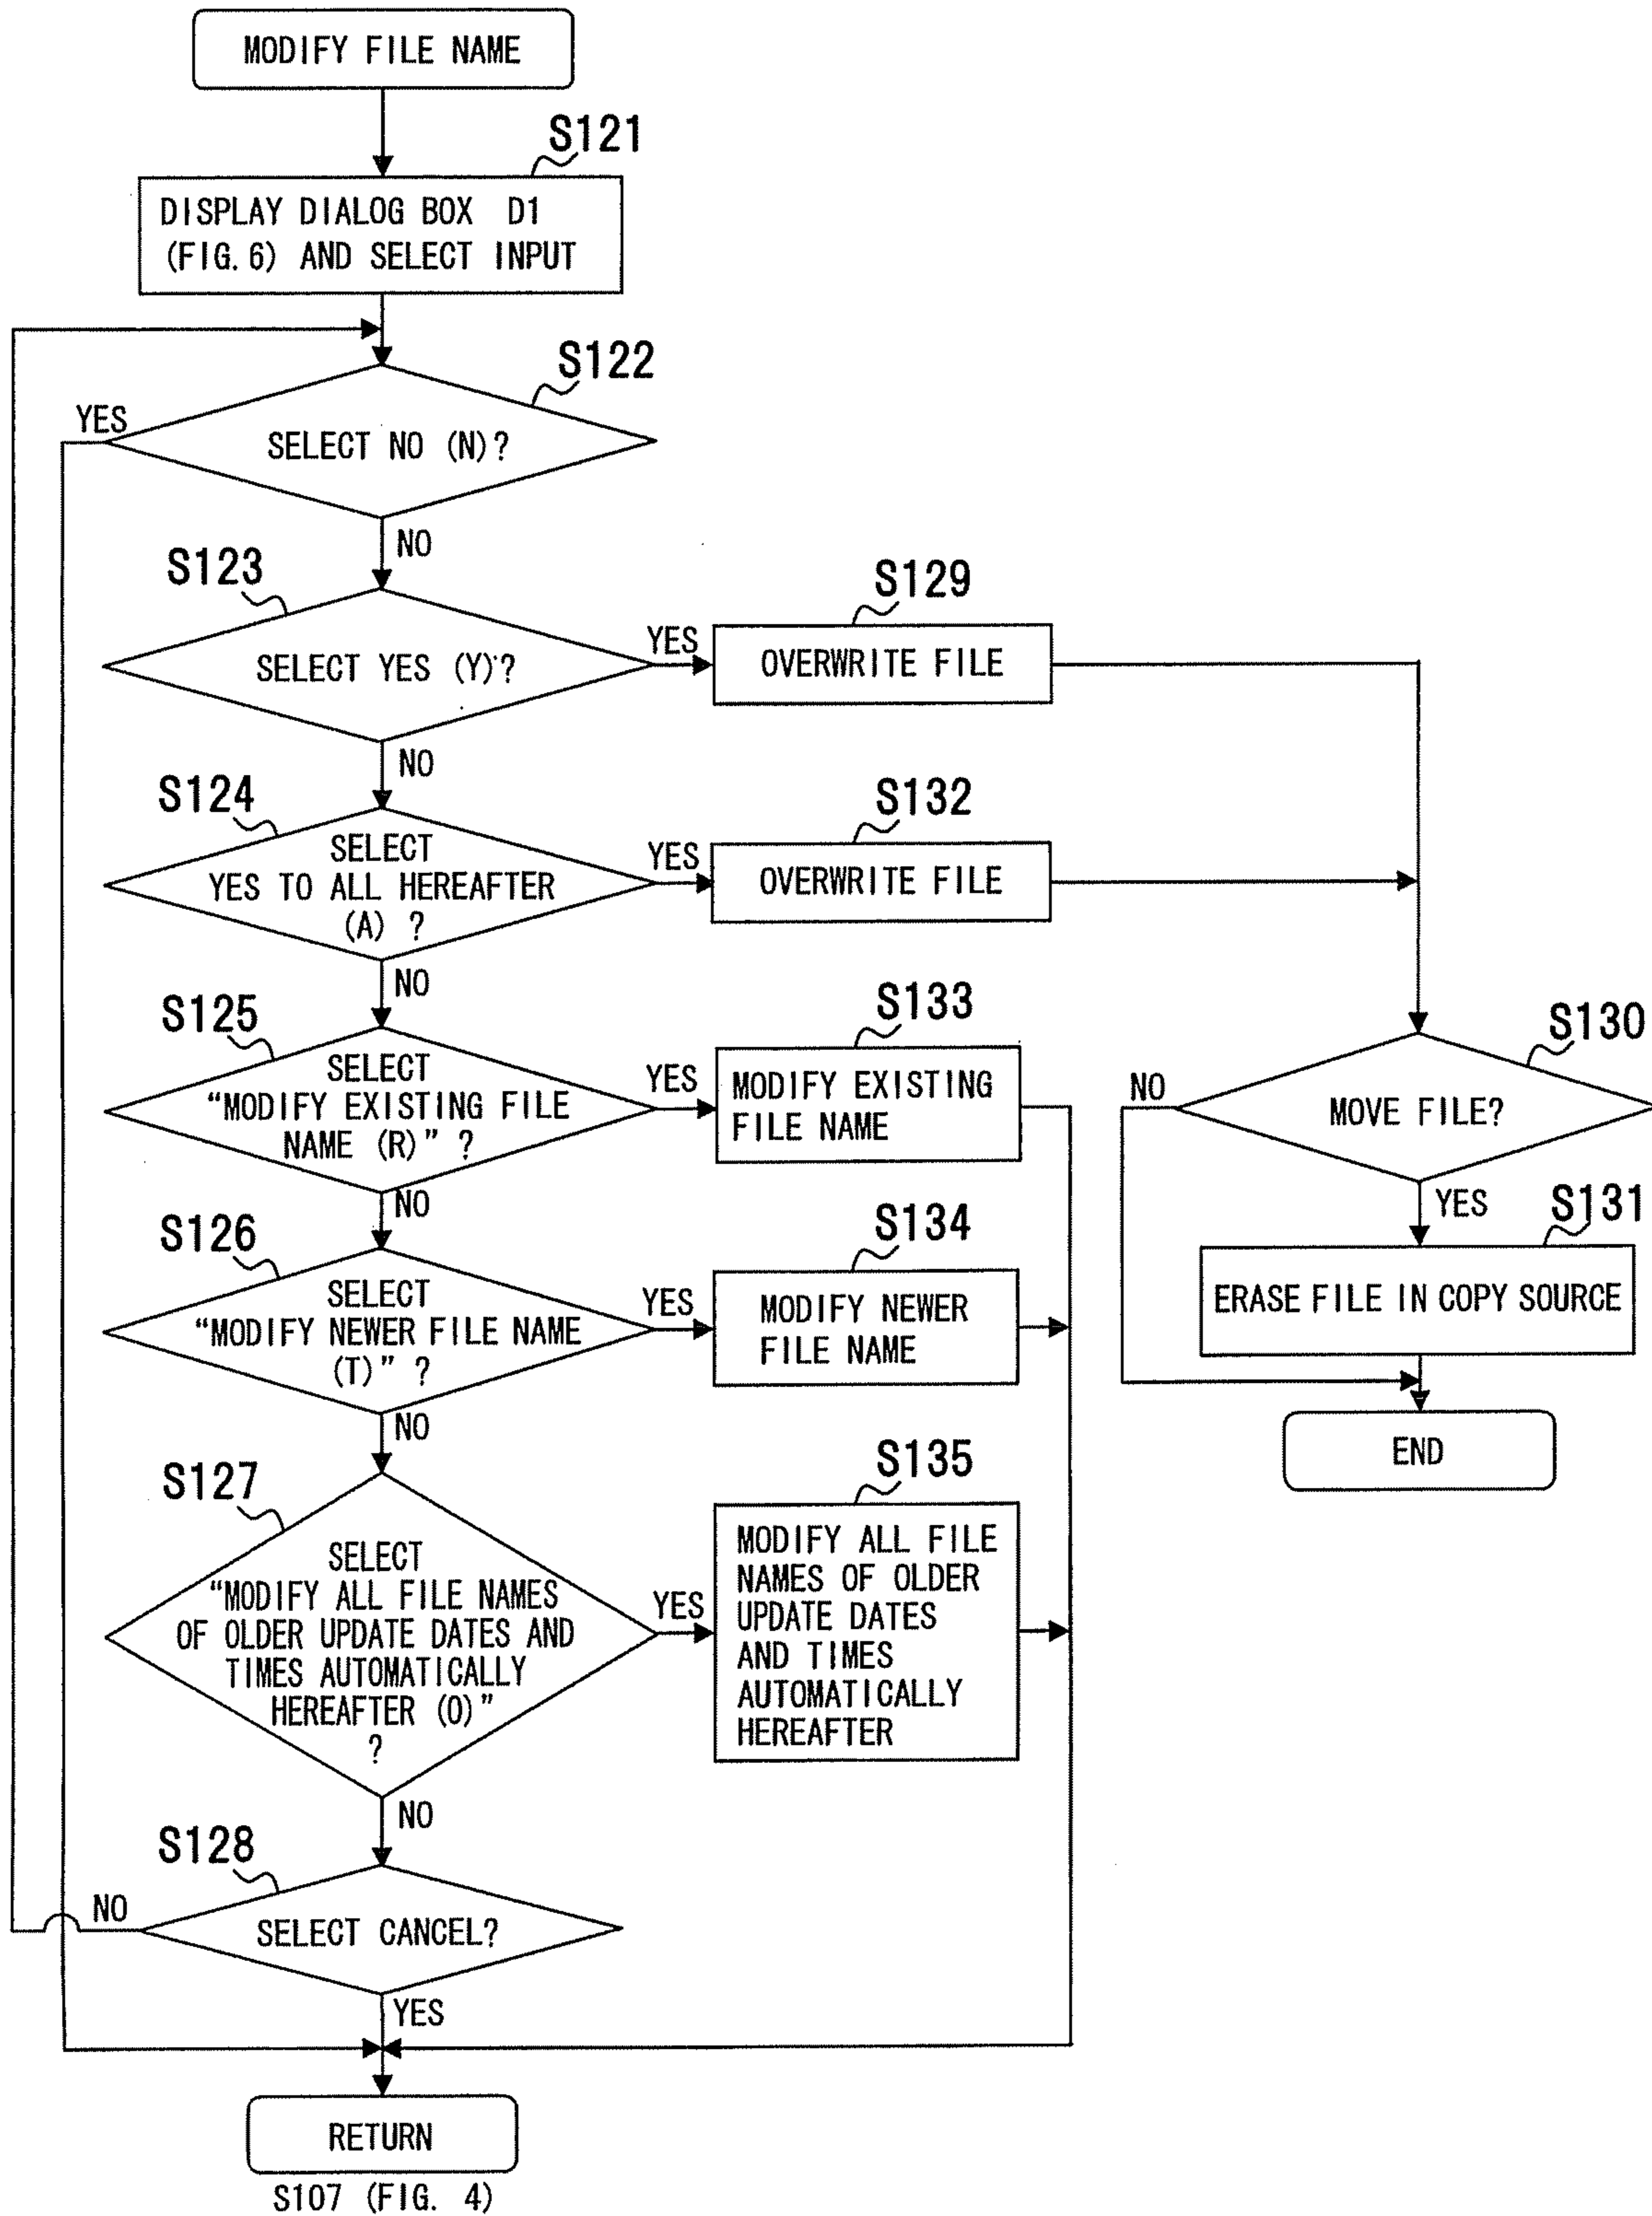 MODIFY FILE NAME
S121
DISPLAY DIALOG BOX D1
(FIG. 6) AND SELECT INPUT
S122
YES
SELECT NO (N)?
NO
S123
SELECT YES (Y)?
YES
S129
OVERWRITE FILE
NO
S124
SELECT
YES TO ALL HEREAFTER
(A) ?
YES
S132
OVERWRITE FILE
NO
S125
SELECT
“MODIFY EXISTING FILE
NAME (R)” ?
YES
S133
MODIFY EXISTING
FILE NAME
S130
NO
MOVE FILE?
YES
S131
ERASE FILE IN COPY SOURCE
END
NO
S126
SELECT
“MODIFY NEWER FILE NAME
(T)” ?
YES
S134
MODIFY NEWER
FILE NAME
NO
S127
SELECT
“MODIFY ALL FILE NAMES
OF OLDER UPDATE DATES AND
TIMES AUTOMATICALLY
HEREAFTER (O)”
?
YES
S135
MODIFY ALL FILE
NAMES OF OLDER
UPDATE DATES
AND TIMES
AUTOMATICALLY
HEREAFTER
NO
S128
NO
SELECT CANCEL?
YES
RETURN
S107 (FIG. 4)